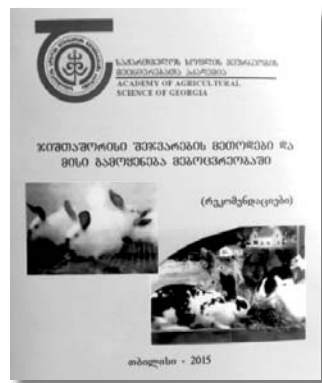 საქართველოს სოფლის მეურნეობის
მეცნიერებათა აკადემია
ACADEMY OF AGRICULTURAL
SCIENCE OF GEORGIA
ჯიშთაშორისი შეჯვარების მეთოდები და
მისი გამოყენება მებოცვრეობაში
(რეკომენდაციები)
თბილისი - 2015